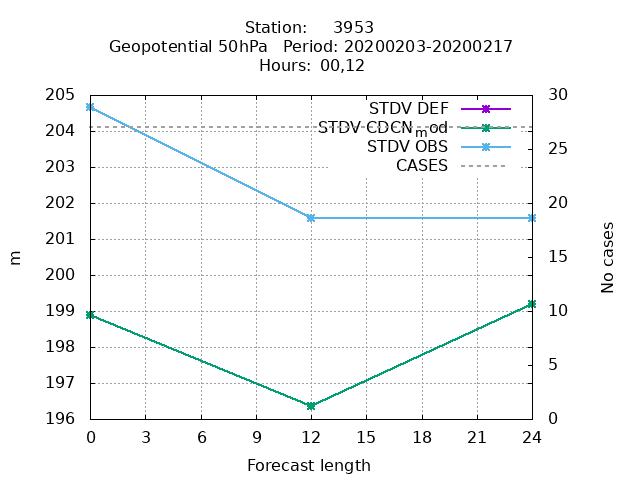 Station: 3953
Geopotential 50hPa Period: 20200203-20200217
Hours: 00,12
205 30
STDV DEF
204 STDV CDCNmod
25
STDV OBS
203 CASES
202 20
201
15
200
199 10
198
5
197
196 0
0 3 6 9 12 15 18 21 24
Forecast length
m
No cases